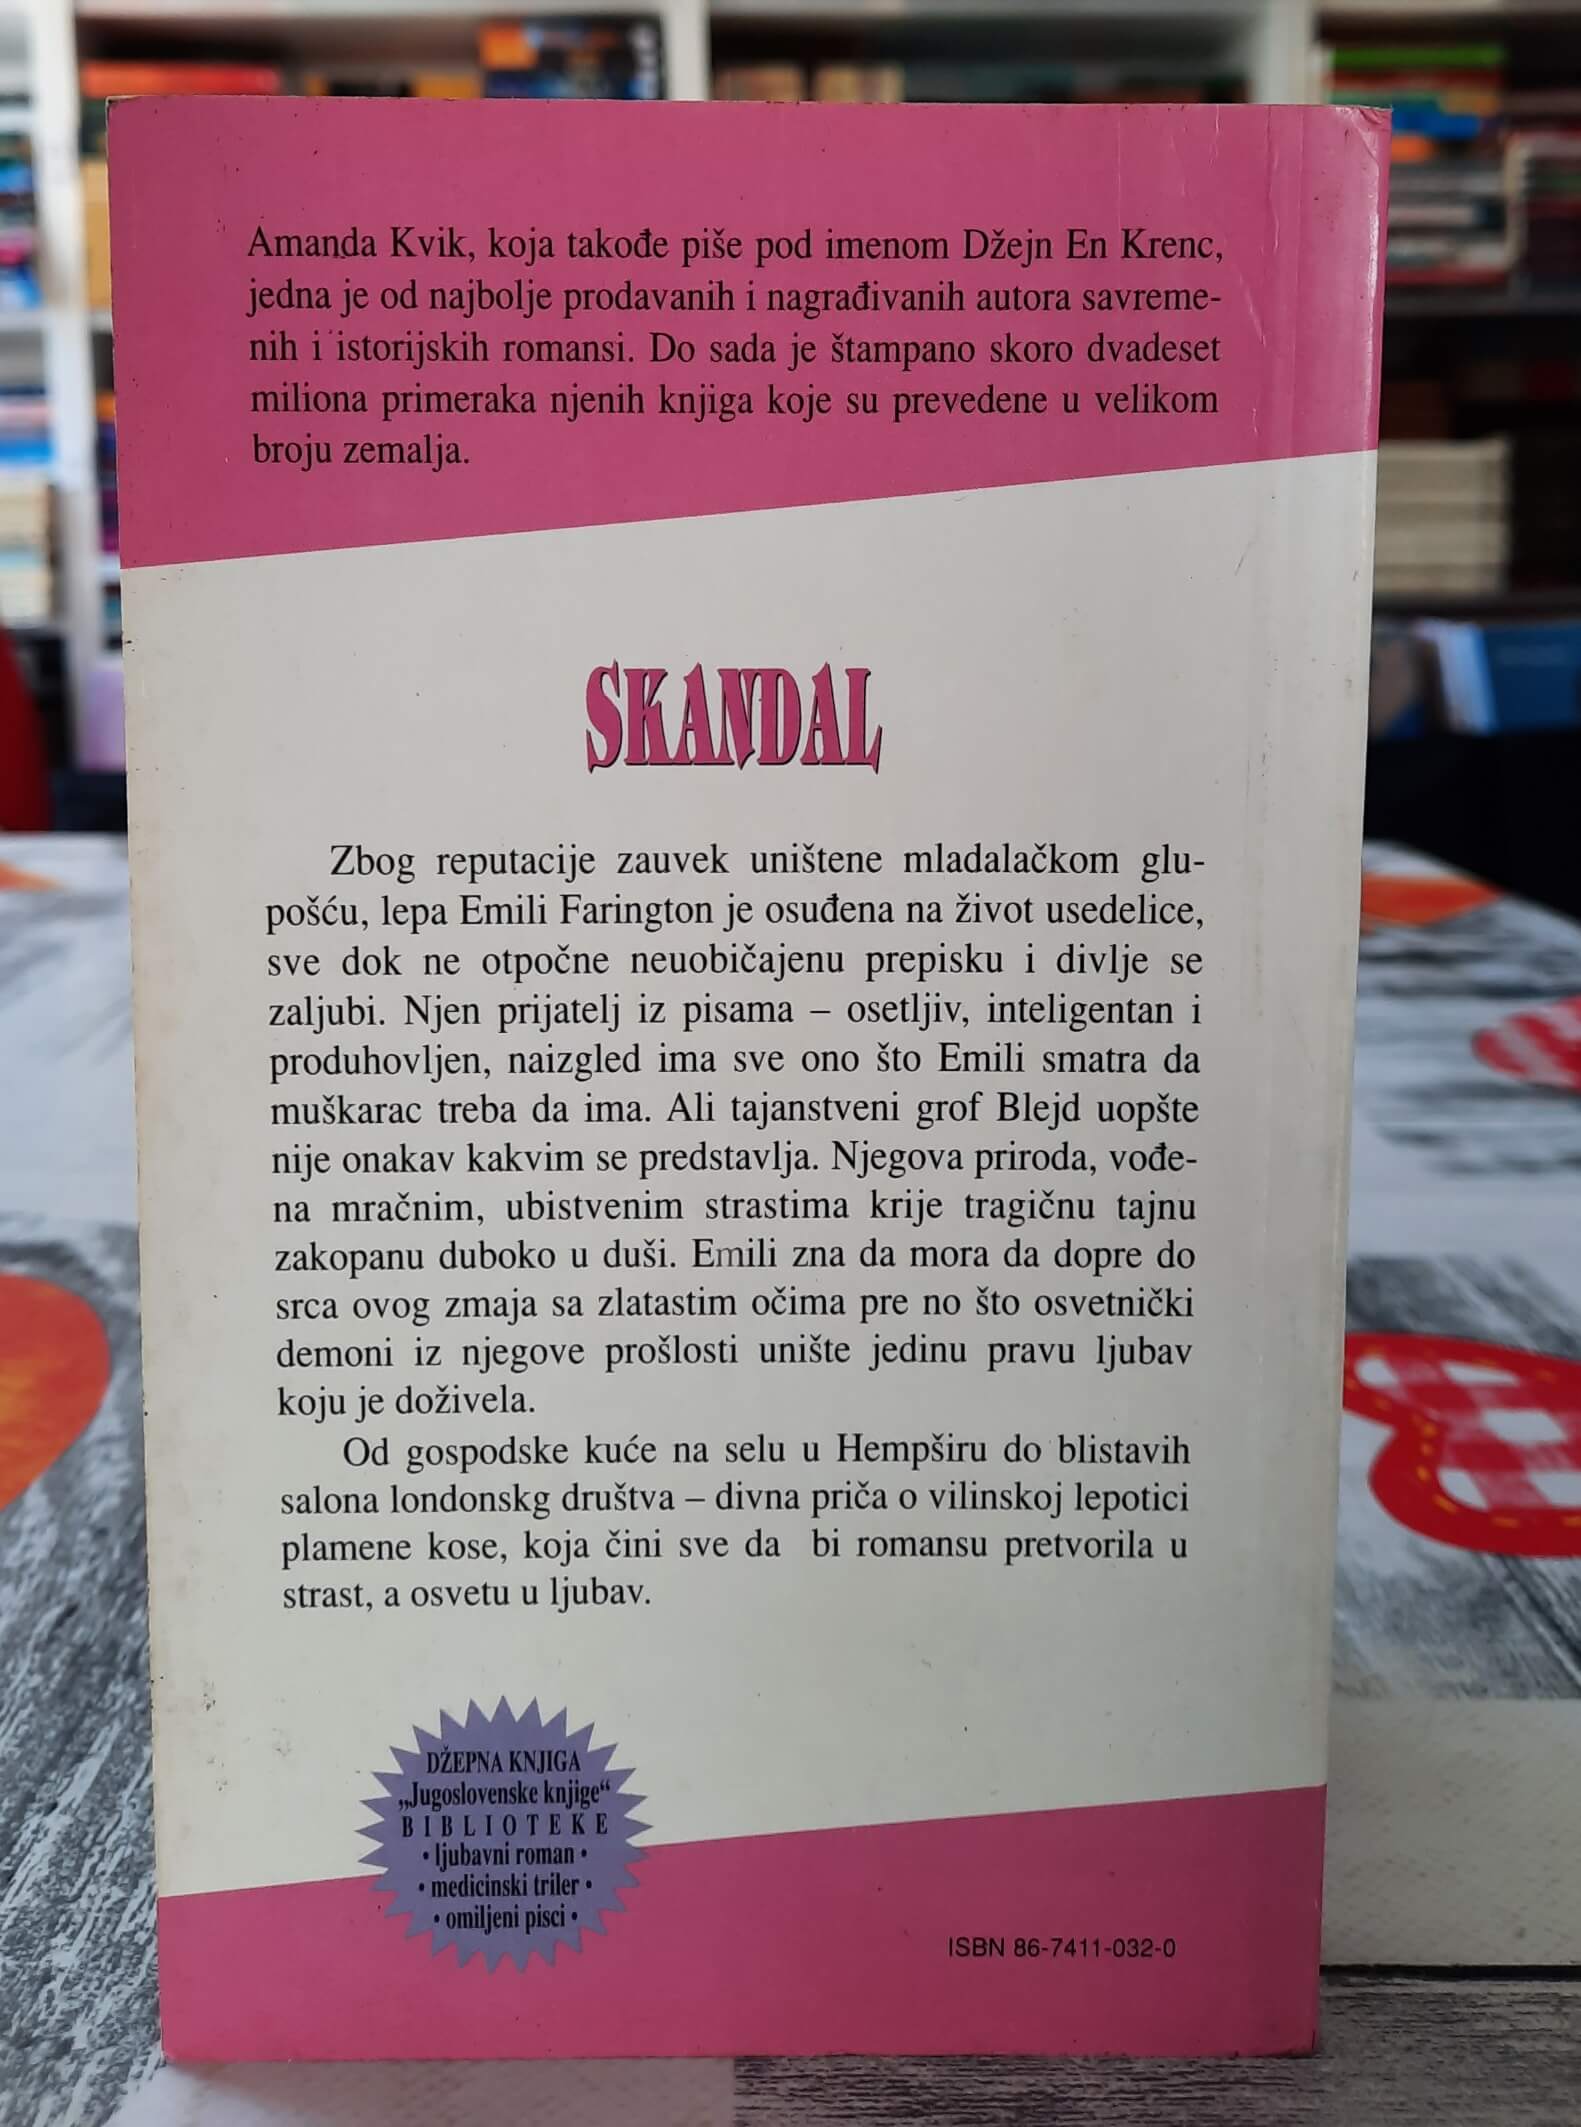 Amanda Kvik, koja takođe piše pod imenom Džejn En Krenc,
jedna je od najbolje prodavanih i nagrađivanih autora savreme-
nih i istorijskih romansi. Do sada je štampano skoro dvadeset
miliona primeraka njenih knjiga koje su prevedene u velikom
broju zemalja.
SKANDAL
Zbog reputacije zauvek uništene mladalačkom glu-
pošću, lepa Emili Farington je osuđena na život usedelice,
sve dok ne otpočne neuobičajenu prepisku i divlje se
zaljubi. Njen prijatelj iz pisama – osetljiv, inteligentan i
produhovljen, naizgled ima sve ono što Emili smatra da
muškarac treba da ima. Ali tajanstveni grof Blejd uopšte
nije onakav kakvim se predstavlja. Njegova priroda, vođe-
na mračnim, ubistvenim strastima krije tragičnu tajnu
zakopanu duboko u duši. Emili zna da mora da dopre do
srca ovog zmaja sa zlatastim očima pre no što osvetnički
demoni iz njegove prošlosti unište jedinu pravu ljubav
koju je doživela.
Od gospodske kuće na selu u Hempširu do blistavih
salona londonskg društva – divna priča o vilinskoj lepotici
plamene kose, koja čini sve da bi romansu pretvorila u
strast, a osvetu u ljubav.
DŽEPNA KNJIGA
„Jugoslovenske knjige“
BIBLIOTEKE
• ljubavni roman •
• medicinski triler •
• omiljeni pisci •
ISBN 86-7411-032-0